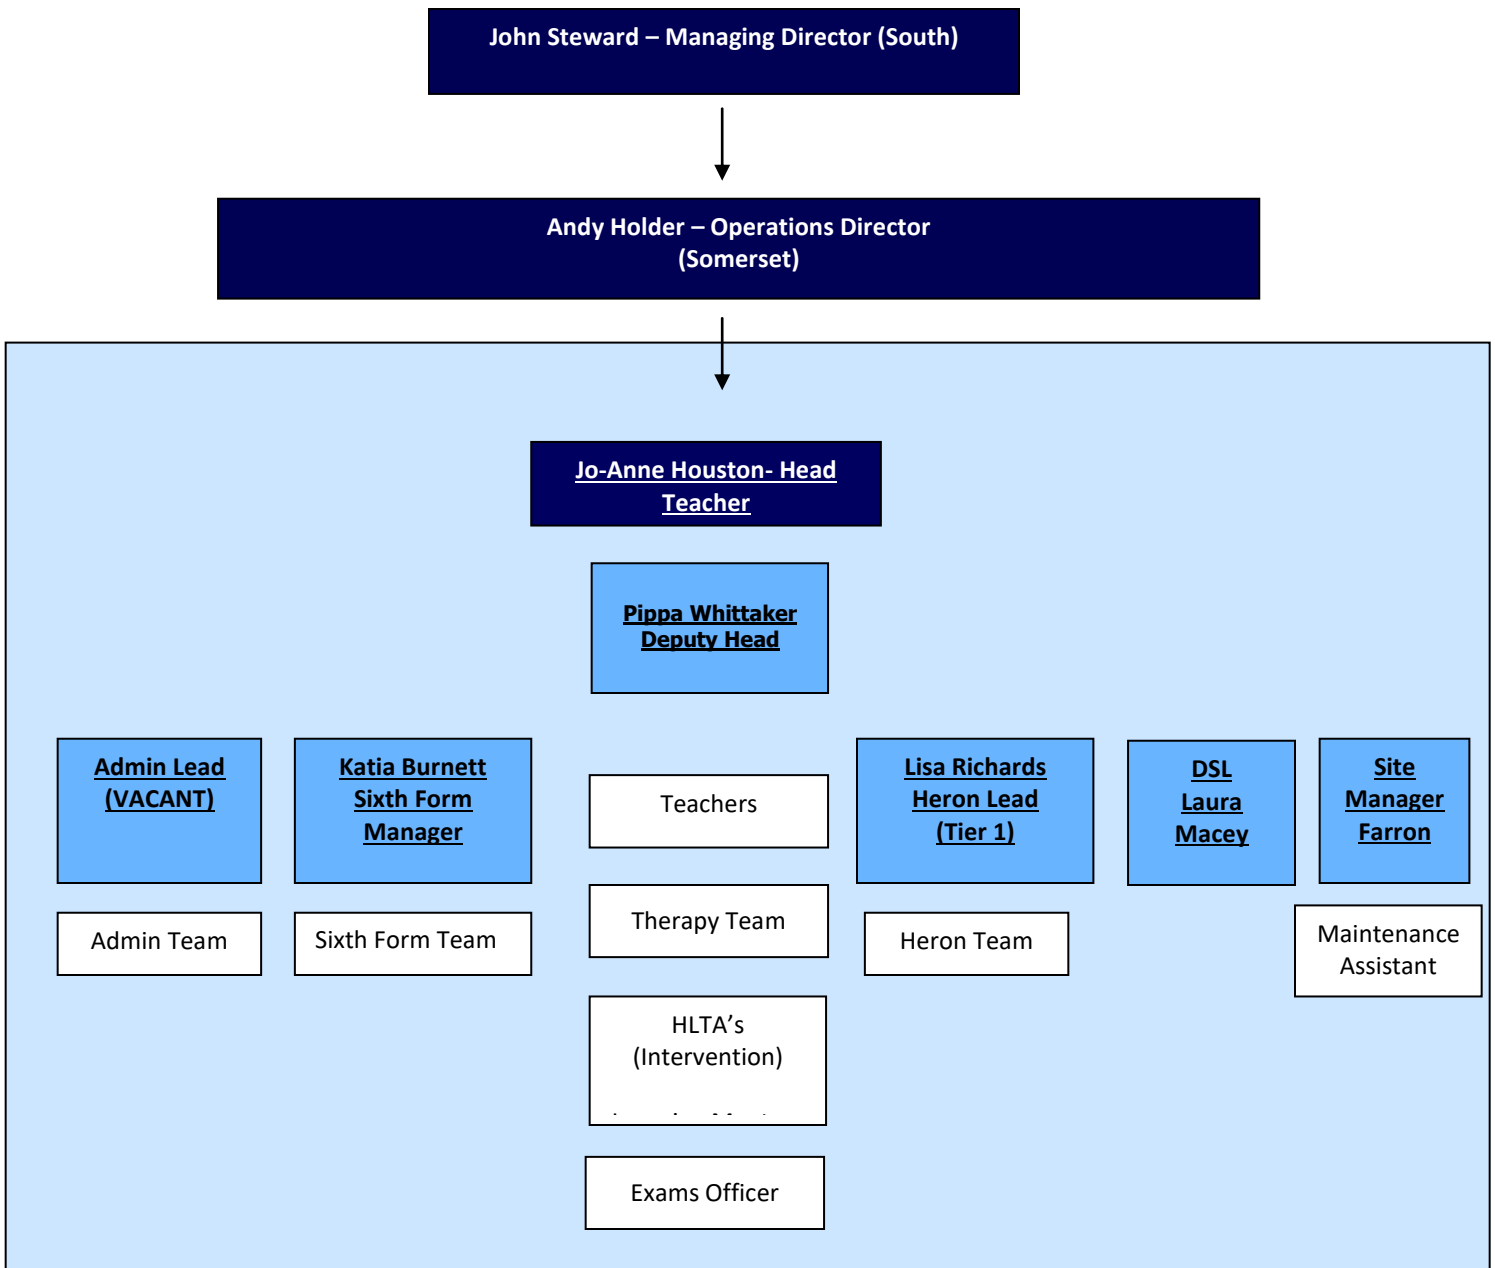 John Steward – Managing Director (South)
Andy Holder – Operations Director
(Somerset)
Jo-Anne Houston- Head
Teacher
Pippa Whittaker
Deputy Head
Admin Lead
(VACANT)
Katia Burnett
Sixth Form
Manager
Teachers
Lisa Richards
Heron Lead
(Tier 1)
DSL
Laura
Macey
Site
Manager
Farron
Admin Team
Sixth Form Team
Therapy Team
Heron Team
Maintenance
Assistant
HLTA’s
(Intervention)
Exams Officer